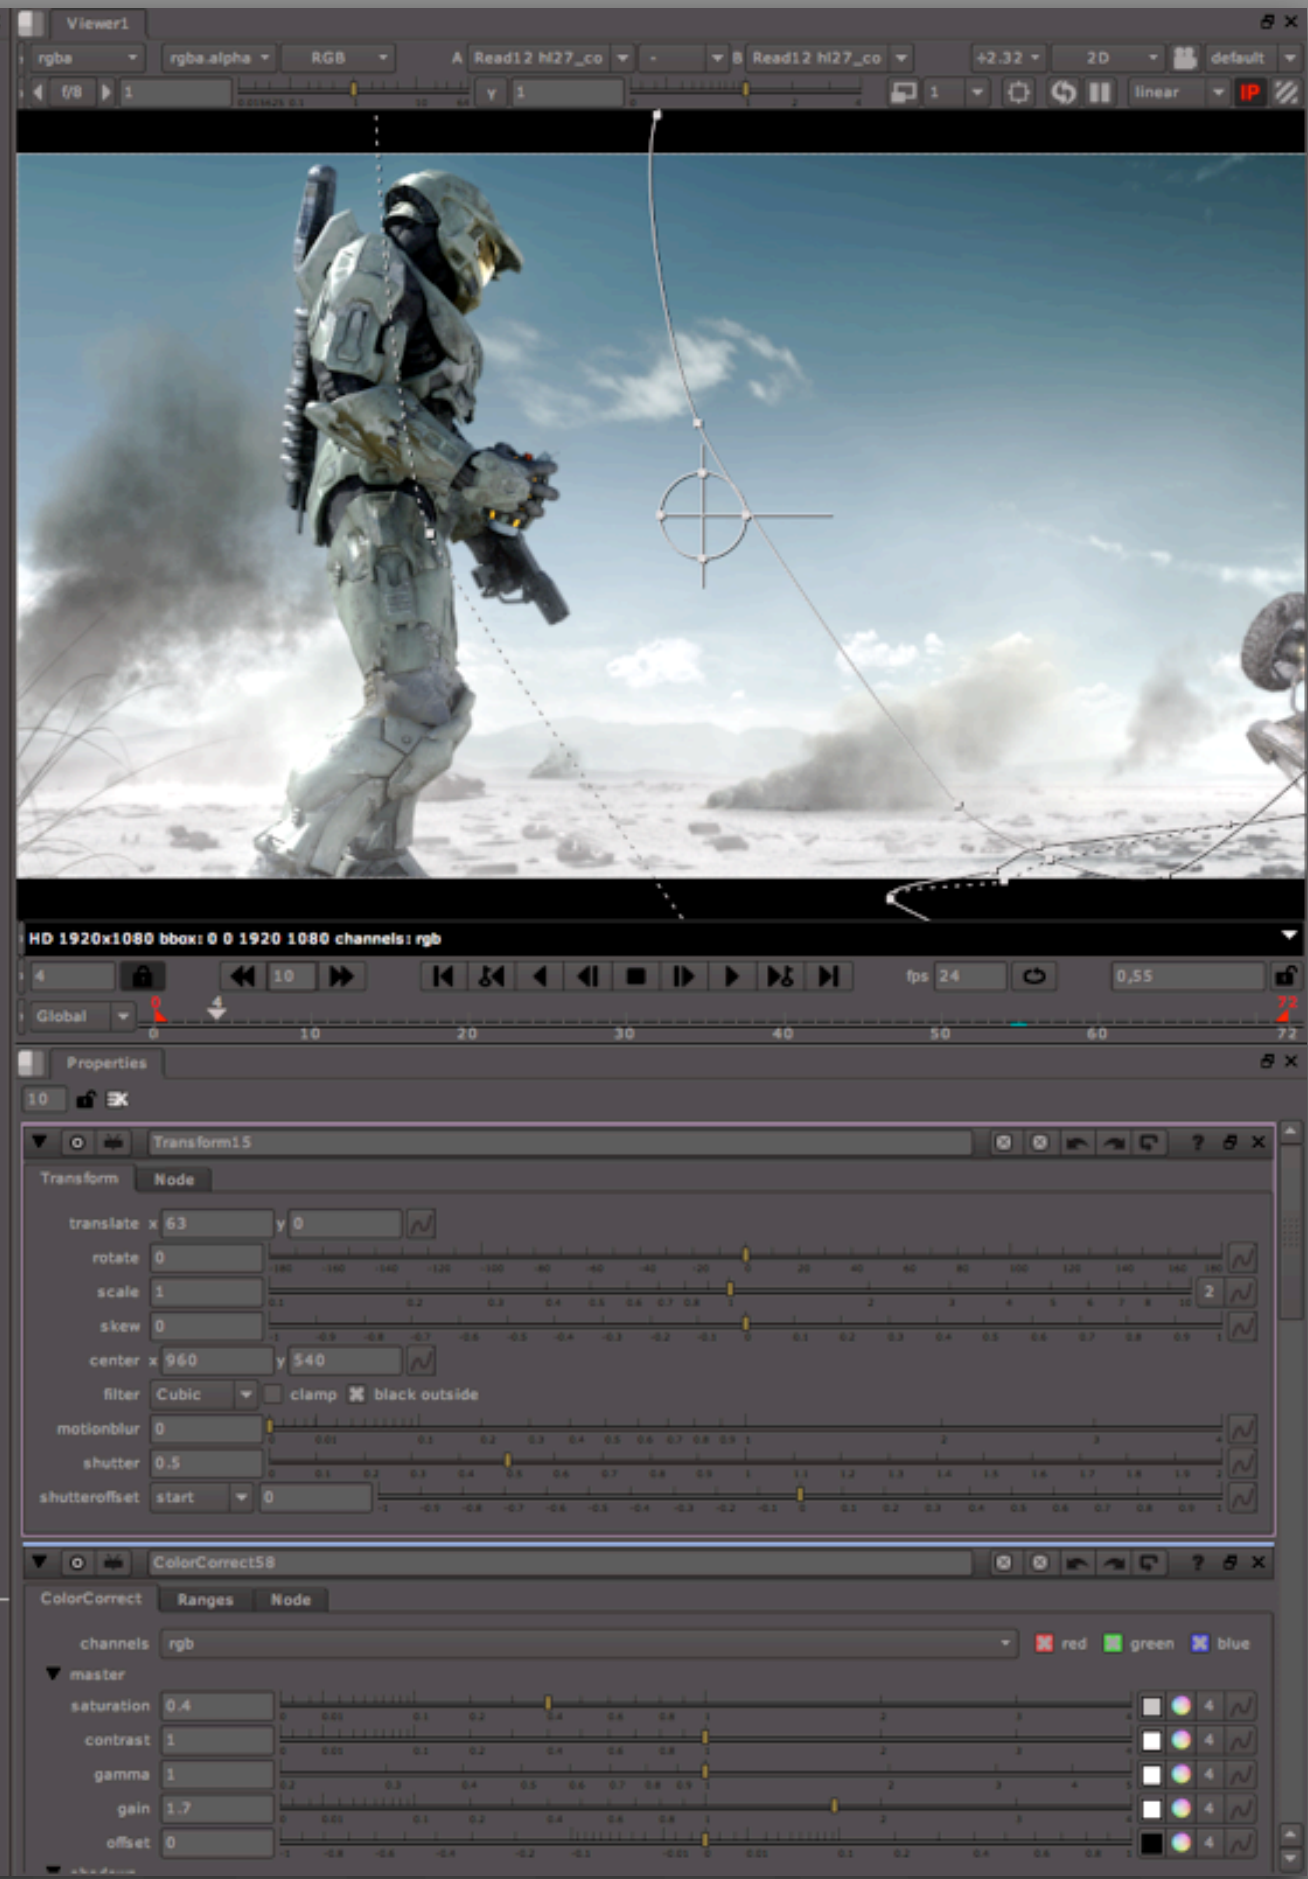 Viewer1
rgba rgba.alpha RGB A Read12 hl27_co - B Read12 hl27_co ÷2.32 2D default
f/8 1 Y 1 1 linear IP
HD 1920x1080 bbox: 0 0 1920 1080 channels: rgb
4 10 fps 24 0,55
0 4 72
Global
0 10 20 30 40 50 60 72
Properties
10
Transform15 ?
Transform Node
translate x 63 y 0
rotate 0
scale 1 2
skew 0
center x 960 y 540
filter Cubic clamp black outside
motionblur 0
shutter 0.5
shutteroffset start 0
ColorCorrect58 ?
ColorCorrect Ranges Node
channels rgb red green blue
master
saturation 0.4 4
contrast 1 4
gamma 1 4
gain 1.7 4
offset 0 4